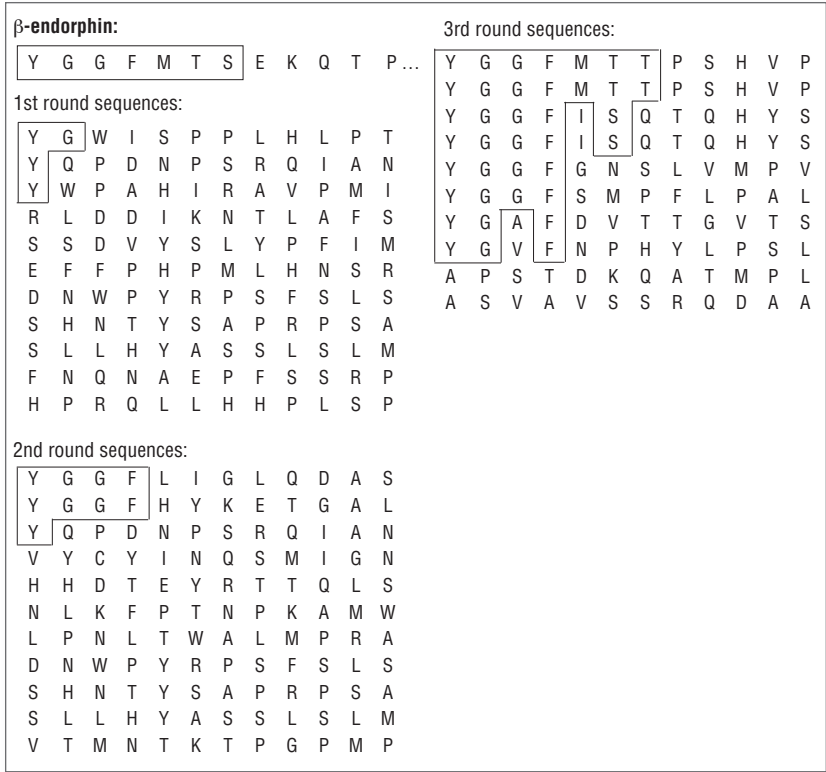 β-endorphin:
Y G G F M T S E K Q T P...
1st round sequences:
Y G W I S P P L H L P T
Y Q P D N P S R Q I A N
Y W P A H I R A V P M I
R L D D I K N T L A F S
S S D V Y S L Y P F I M
E F F P H P M L H N S R
D N W P Y R P S F S L S
S H N T Y S A P R P S A
S L L H Y A S S L S L M
F N Q N A E P F S S R P
H P R Q L L H H P L S P
2nd round sequences:
Y G G F L I G L Q D A S
Y G G F H Y K E T G A L
Y Q P D N P S R Q I A N
V Y C Y I N Q S M I G N
H H D T E Y R T T Q L S
N L K F P T N P K A M W
L P N L T W A L M P R A
D N W P Y R P S F S L S
S H N T Y S A P R P S A
S L L H Y A S S L S L M
V T M N T K T P G P M P
3rd round sequences:
Y G G F M T T P S H V P
Y G G F M T T P S H V P
Y G G F I S Q T Q H Y S
Y G G F I S Q T Q H Y S
Y G G F G N S L V M P V
Y G G F S M P F L P A L
Y G A F D V T T G V T S
Y G V F N P H Y L P S L
A P S T D K Q A T M P L
A S V A V S S R Q D A A